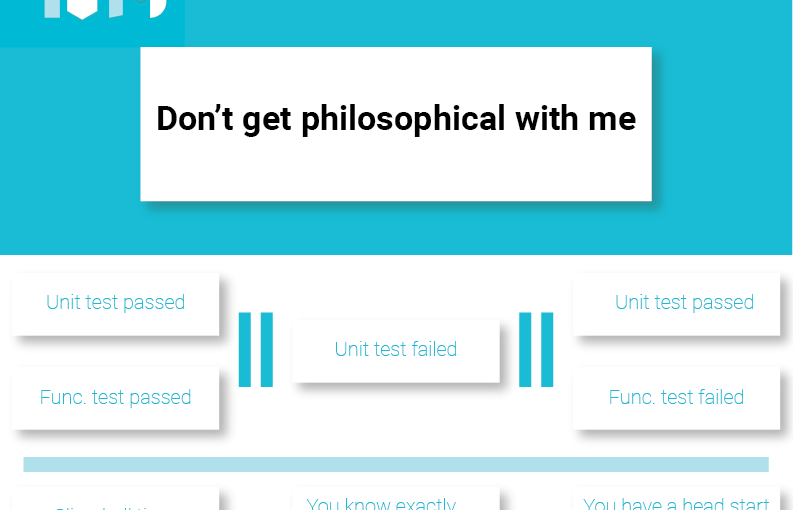 Don't get philosophical with me
Unit test passed
Func. test passed
Unit test failed
Unit test passed
Func. test failed
You know exactly
You have a head start